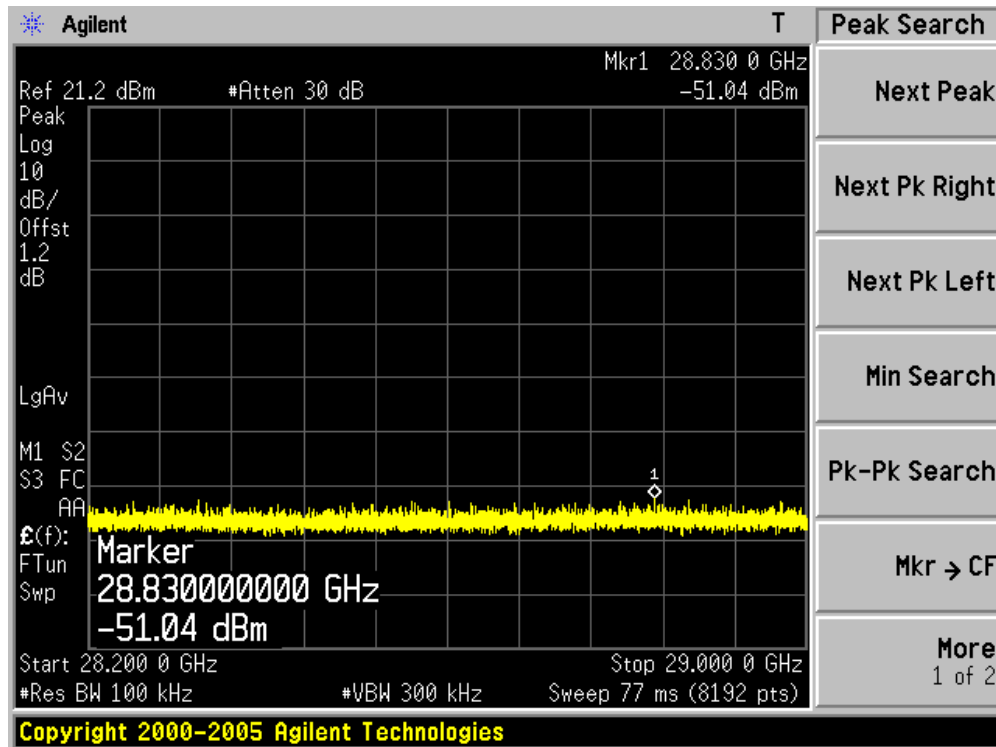 Agilent T Peak Search
Mkr1 28.830 0 GHz
Ref 21.2 dBm #Atten 30 dB -51.04 dBm
Peak
Log
10
dB/
Offst
1.2
dB
LgAv
M1 S2
S3 FC
AA
£(f):
FTun
Swp
1
Marker
28.830000000 GHz
-51.04 dBm
Start 28.200 0 GHz Stop 29.000 0 GHz
#Res BW 100 kHz #VBW 300 kHz Sweep 77 ms (8192 pts)
Copyright 2000-2005 Agilent Technologies
Next Peak
Next Pk Right
Next Pk Left
Min Search
Pk-Pk Search
Mkr → CF
More
1 of 2